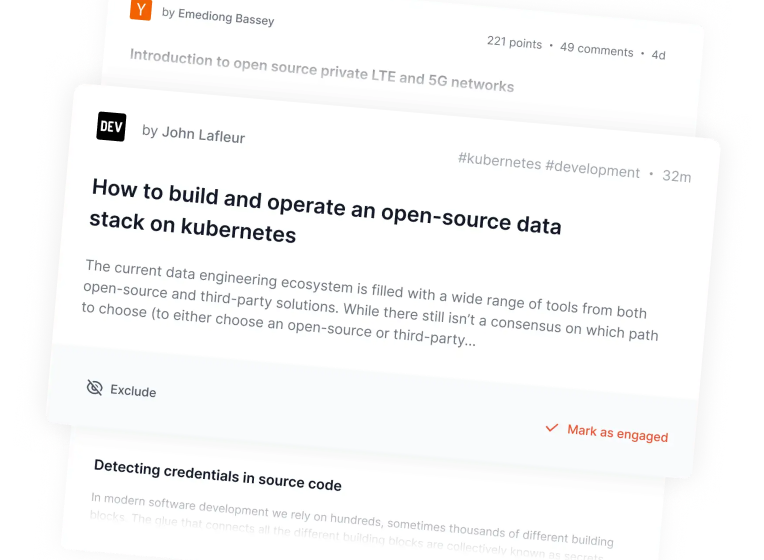 Y
by Emediong Bassey
221 points • 49 comments • 4d
Introduction to open source private LTE and 5G networks
DEV
by John Lafleur
#kubernetes #development • 32m
How to build and operate an open-source data
stack on kubernetes
The current data engineering ecosystem is filled with a wide range of tools from both
open-source and third-party solutions. While there still isn't a consensus on which path
to choose (to either choose an open-source or third-party...
Exclude
Mark as engaged
Detecting credentials in source code
In modern software development we rely on hundreds, sometimes thousands of different building
blocks. The glue that connects all the different building blocks are collectively known as secrets